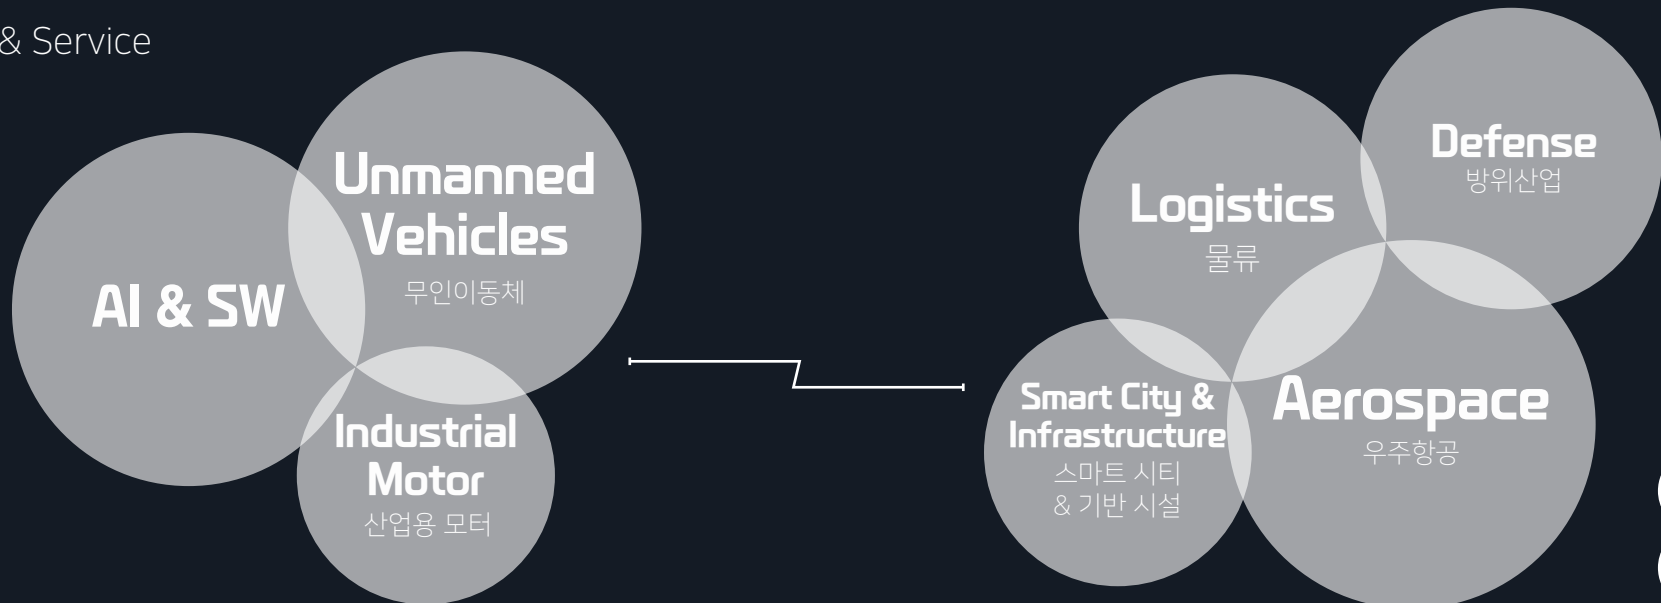 & Service
AI & SW
Unmanned
Vehicles
무인이동체
Industrial
Motor
산업용 모터
Logistics
물류
Defense
방위산업
Smart City &
Infrastructure
스마트 시티
& 기반 시설
Aerospace
우주항공